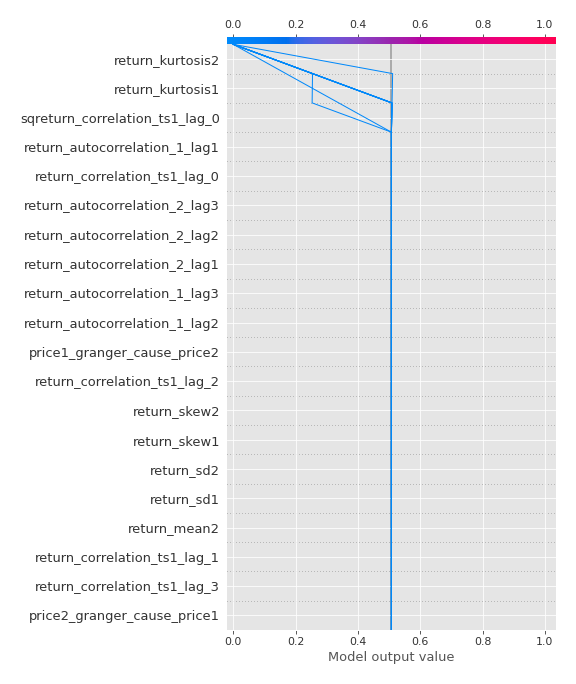 0.0 0.2 0.4 0.6 0.8 1.0
return_kurtosis2
return_kurtosis1
sqreturn_correlation_ts1_lag_0
return_autocorrelation_1_lag1
return_correlation_ts1_lag_0
return_autocorrelation_2_lag3
return_autocorrelation_2_lag2
return_autocorrelation_2_lag1
return_autocorrelation_1_lag3
return_autocorrelation_1_lag2
price1_granger_cause_price2
return_correlation_ts1_lag_2
return_skew2
return_skew1
return_sd2
return_sd1
return_mean2
return_correlation_ts1_lag_1
return_correlation_ts1_lag_3
price2_granger_cause_price1
0.0 0.2 0.4 0.6 0.8 1.0
Model output value